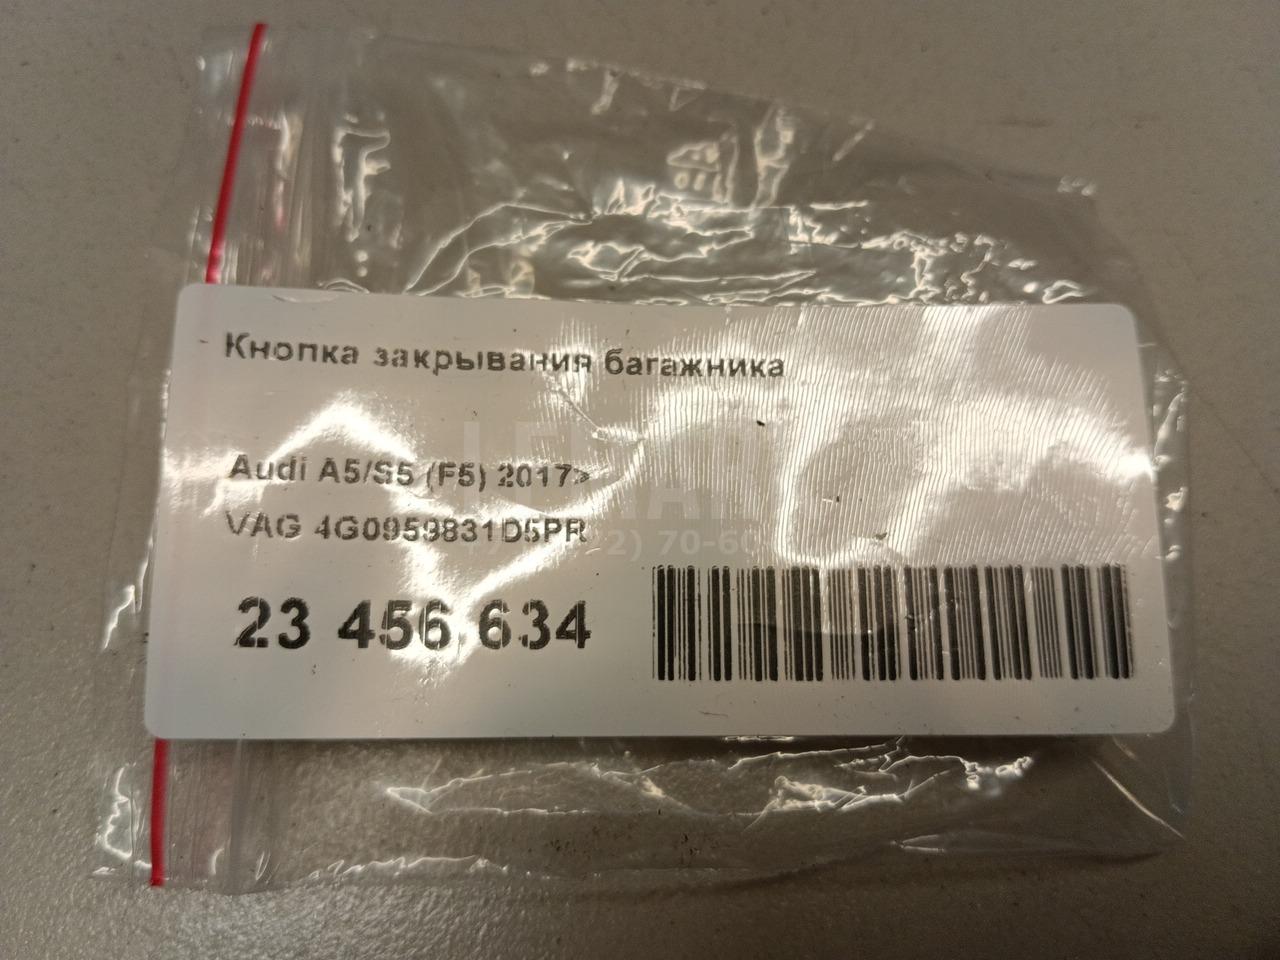 Кнопка закрывания багажника
Audi A5/S5 (F5) 2017>
VAG 4G0959831D5PR
23 456 634